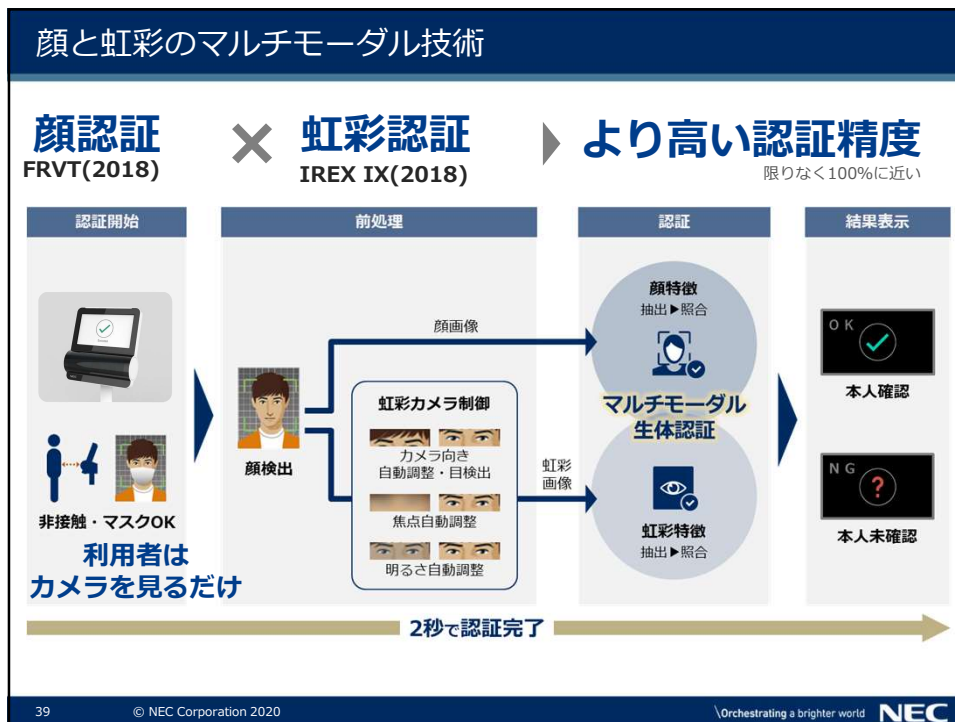 顔と虹彩のマルチモーダル技術
顔認証
FRVT(2018)
×
虹彩認証
IREX IX(2018)
より高い認証精度
限りなく100%に近い
認証開始
前処理
認証
結果表示
非接触・マスクOK
利用者は
カメラを見るだけ
顔検出
顔画像
虹彩カメラ制御
カメラ向き
自動調整・目検出
焦点自動調整
明るさ自動調整
虹彩
画像
顔特徴
抽出▶照合
マルチモーダル
生体認証
虹彩特徴
抽出▶照合
OK
本人確認
NG
?
本人未確認
2秒で認証完了
39
© NEC Corporation 2020
\Orchestrating a brighter world
NEC